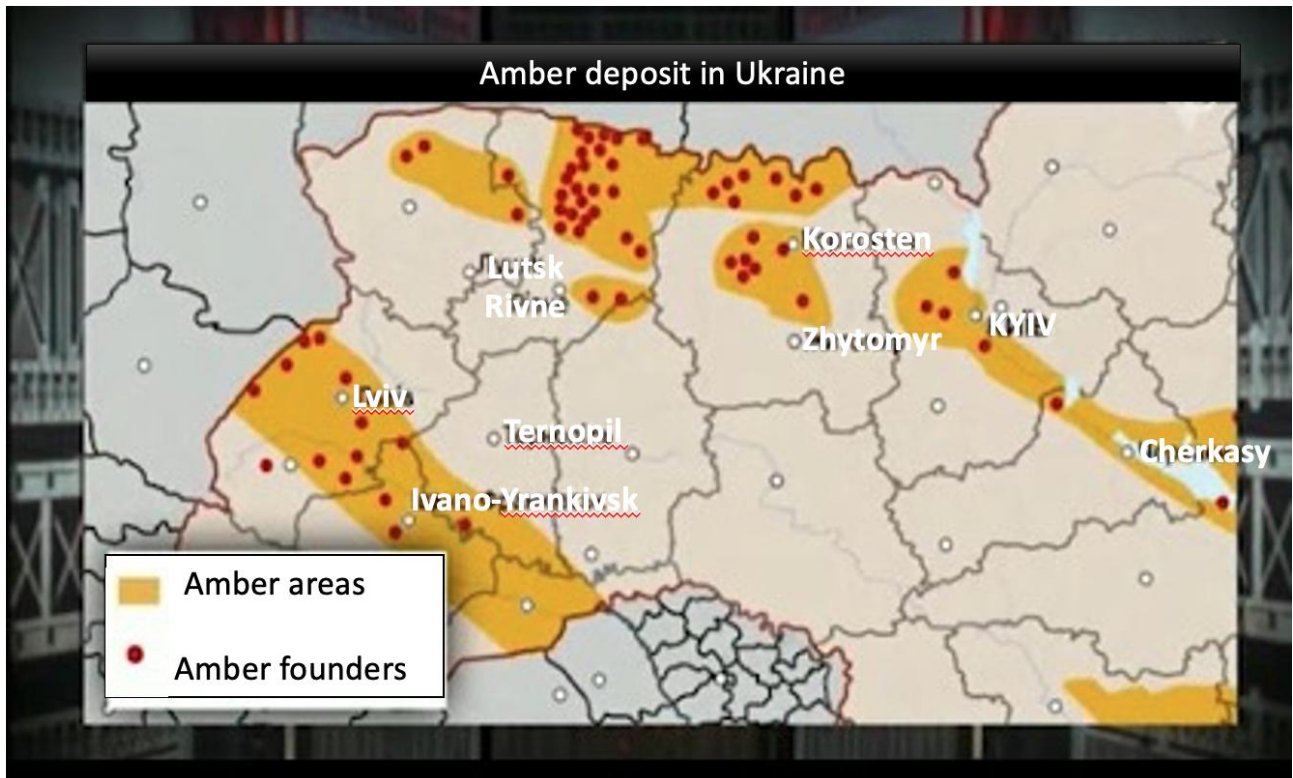 Amber deposit in Ukraine
Korosten
Lutsk
Rivne
KYIV
Zhytomyr
Lviv
Ternopil
Cherkasy
Ivano-Yrankivsk
Amber areas
Amber founders